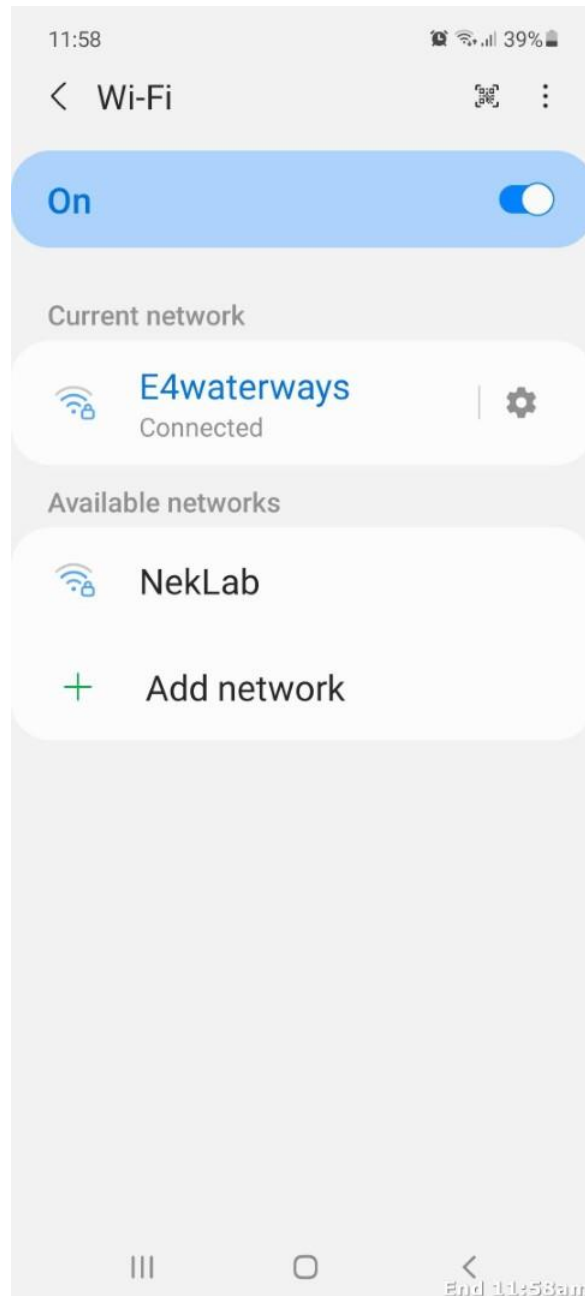 11:58
39%
Wi-Fi
On
Current network
E4waterways
Connected
Available networks
NekLab
Add network
End 11:58am